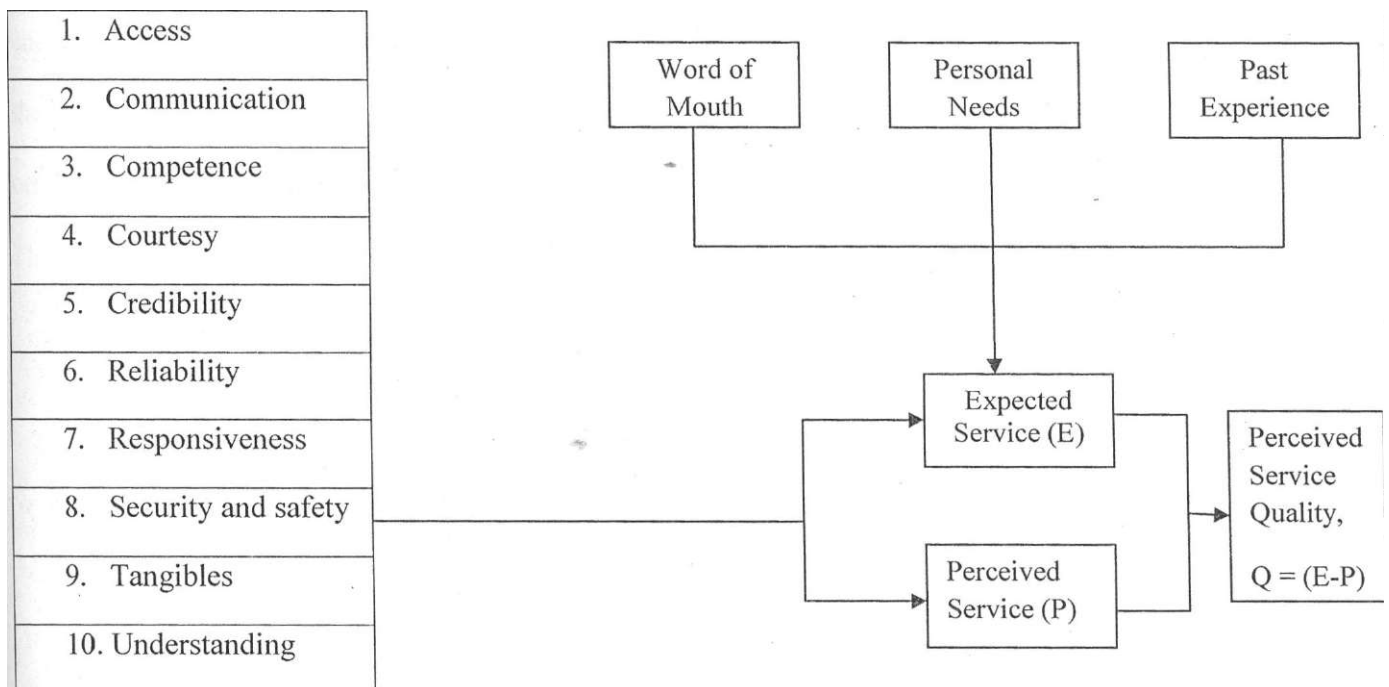 1. Access
2. Communication
3. Competence
4. Courtesy
5. Credibility
6. Reliability
7. Responsiveness
8. Security and safety
9. Tangibles
10. Understanding
Word of
Mouth
Personal
Needs
Past
Experience
Expected
Service (E)
Perceived
Service (P)
Perceived
Service
Quality,
Q = (E-P)